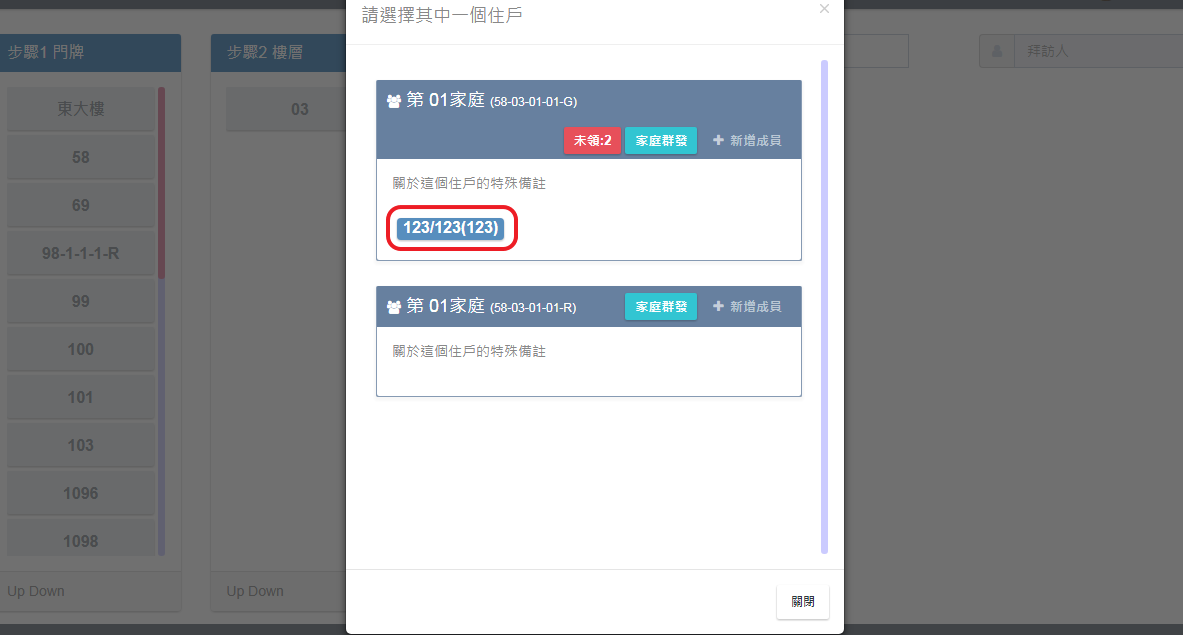 請選擇其中一個住戶
×
步驟1 門牌
東大樓
58
69
98-1-1-1-R
99
100
101
103
1096
1098
Up Down
步驟2 樓層
03
Up Down
拜訪人
第 01家庭 (58-03-01-01-G)
未領:2 家庭群發 + 新增成員
關於這個住戶的特殊備註
123/123(123)
第 01家庭 (58-03-01-01-R) 家庭群發 + 新增成員
關於這個住戶的特殊備註
關閉